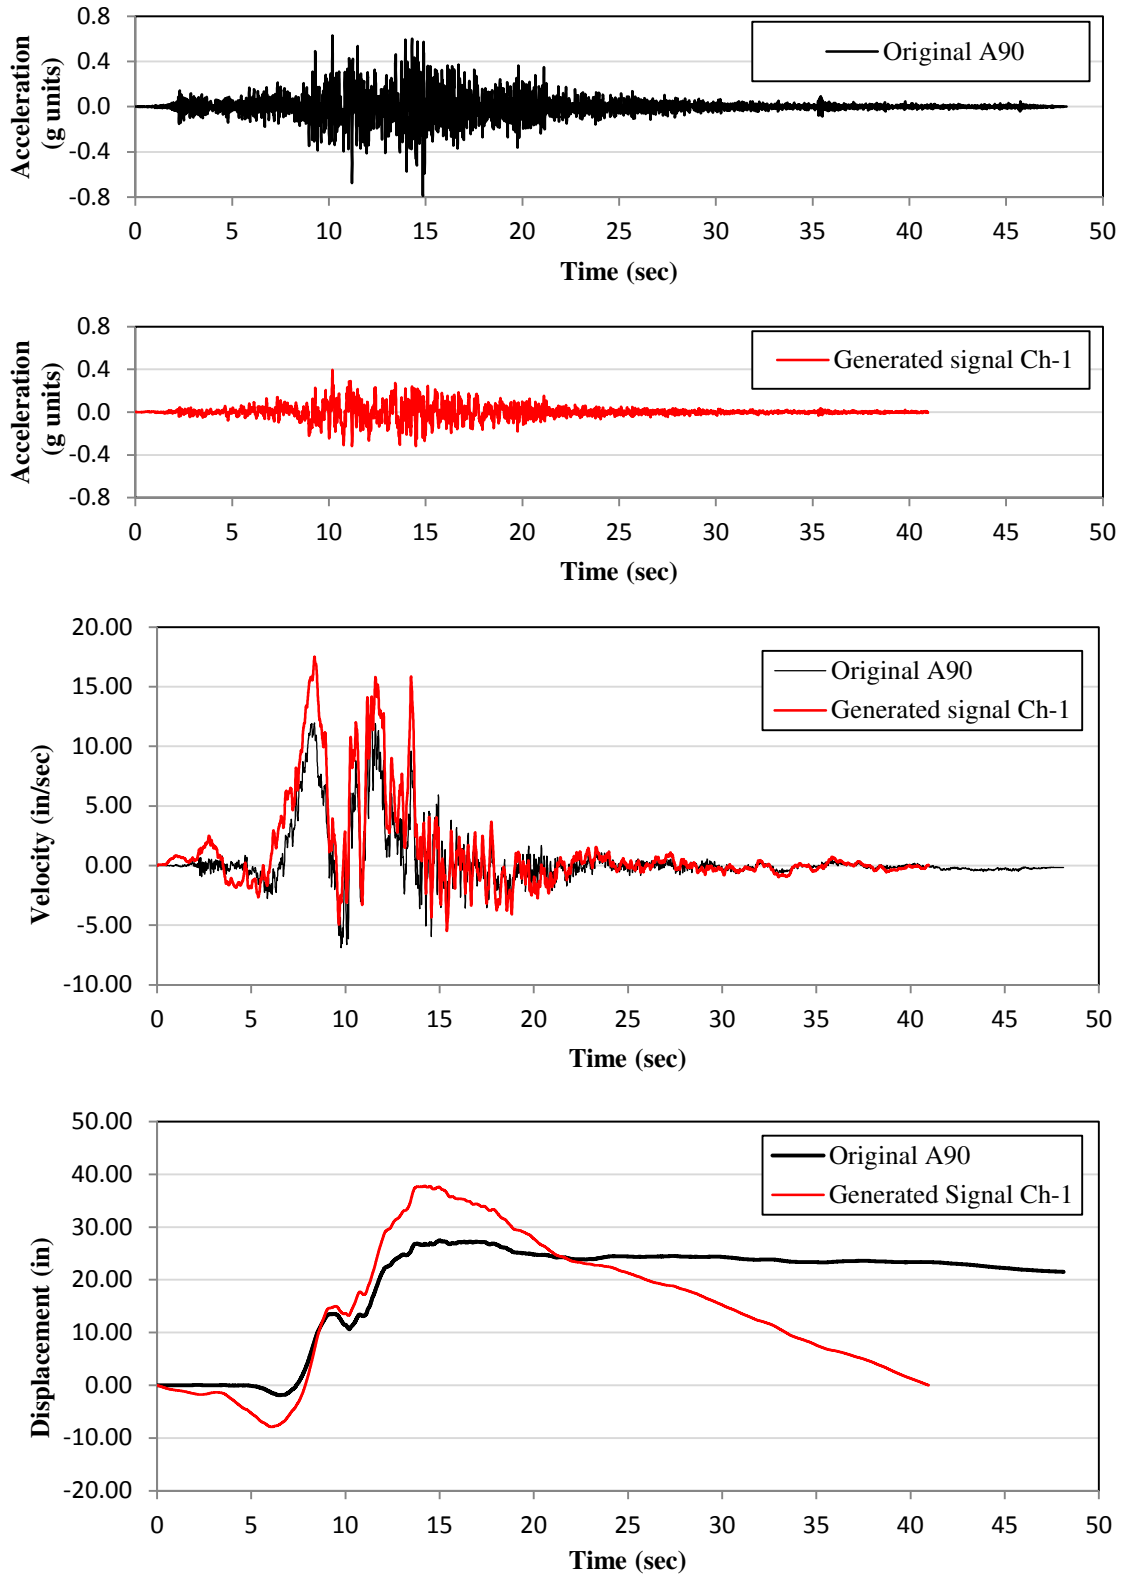 0.8
0.4
0.0
-0.4
-0.8
Acceleration
(g units)
Original A90
0 5 10 15 20 25 30 35 40 45 50
Time (sec)
0.8
0.4
0.0
-0.4
-0.8
Acceleration
(g units)
Generated signal Ch-1
0 5 10 15 20 25 30 35 40 45 50
Time (sec)
20.00
15.00
10.00
5.00
0.00
-5.00
-10.00
Velocity (in/sec)
Original A90
Generated signal Ch-1
0 5 10 15 20 25 30 35 40 45 50
Time (sec)
50.00
40.00
30.00
20.00
10.00
0.00
-10.00
-20.00
Displacement (in)
Original A90
Generated Signal Ch-1
0 5 10 15 20 25 30 35 40 45 50
Time (sec)